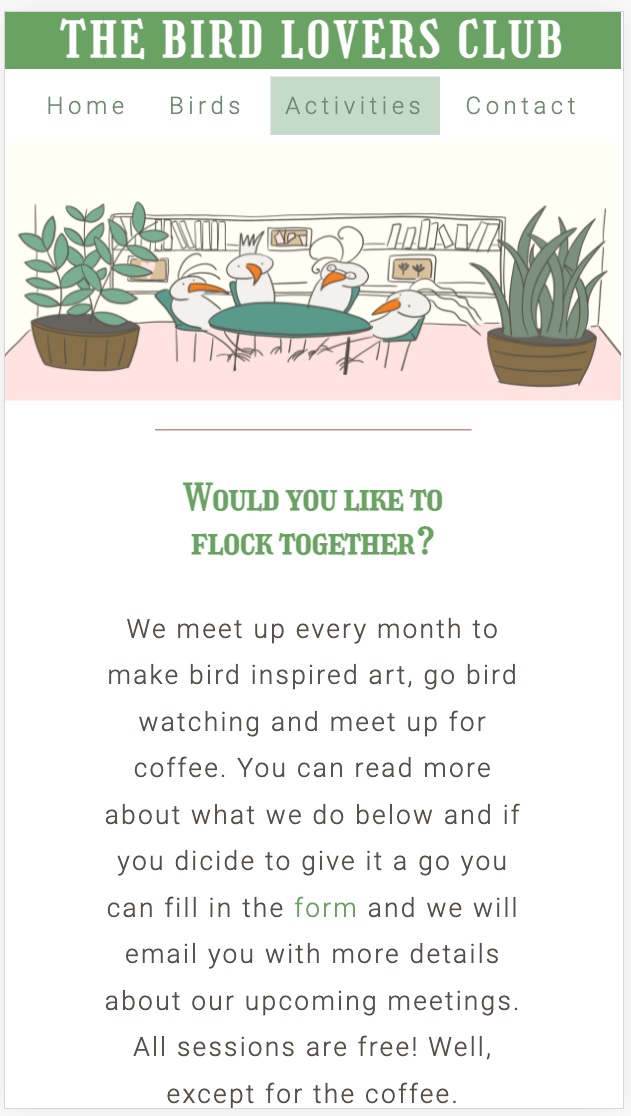 THE BIRD LOVERS CLUB
Home Birds Activities Contact
Would you like to
flock together?
We meet up every month to
make bird inspired art, go bird
watching and meet up for
coffee. You can read more
about what we do below and if
you dicide to give it a go you
can fill in the form and we will
email you with more details
about our upcoming meetings.
All sessions are free! Well,
except for the coffee.